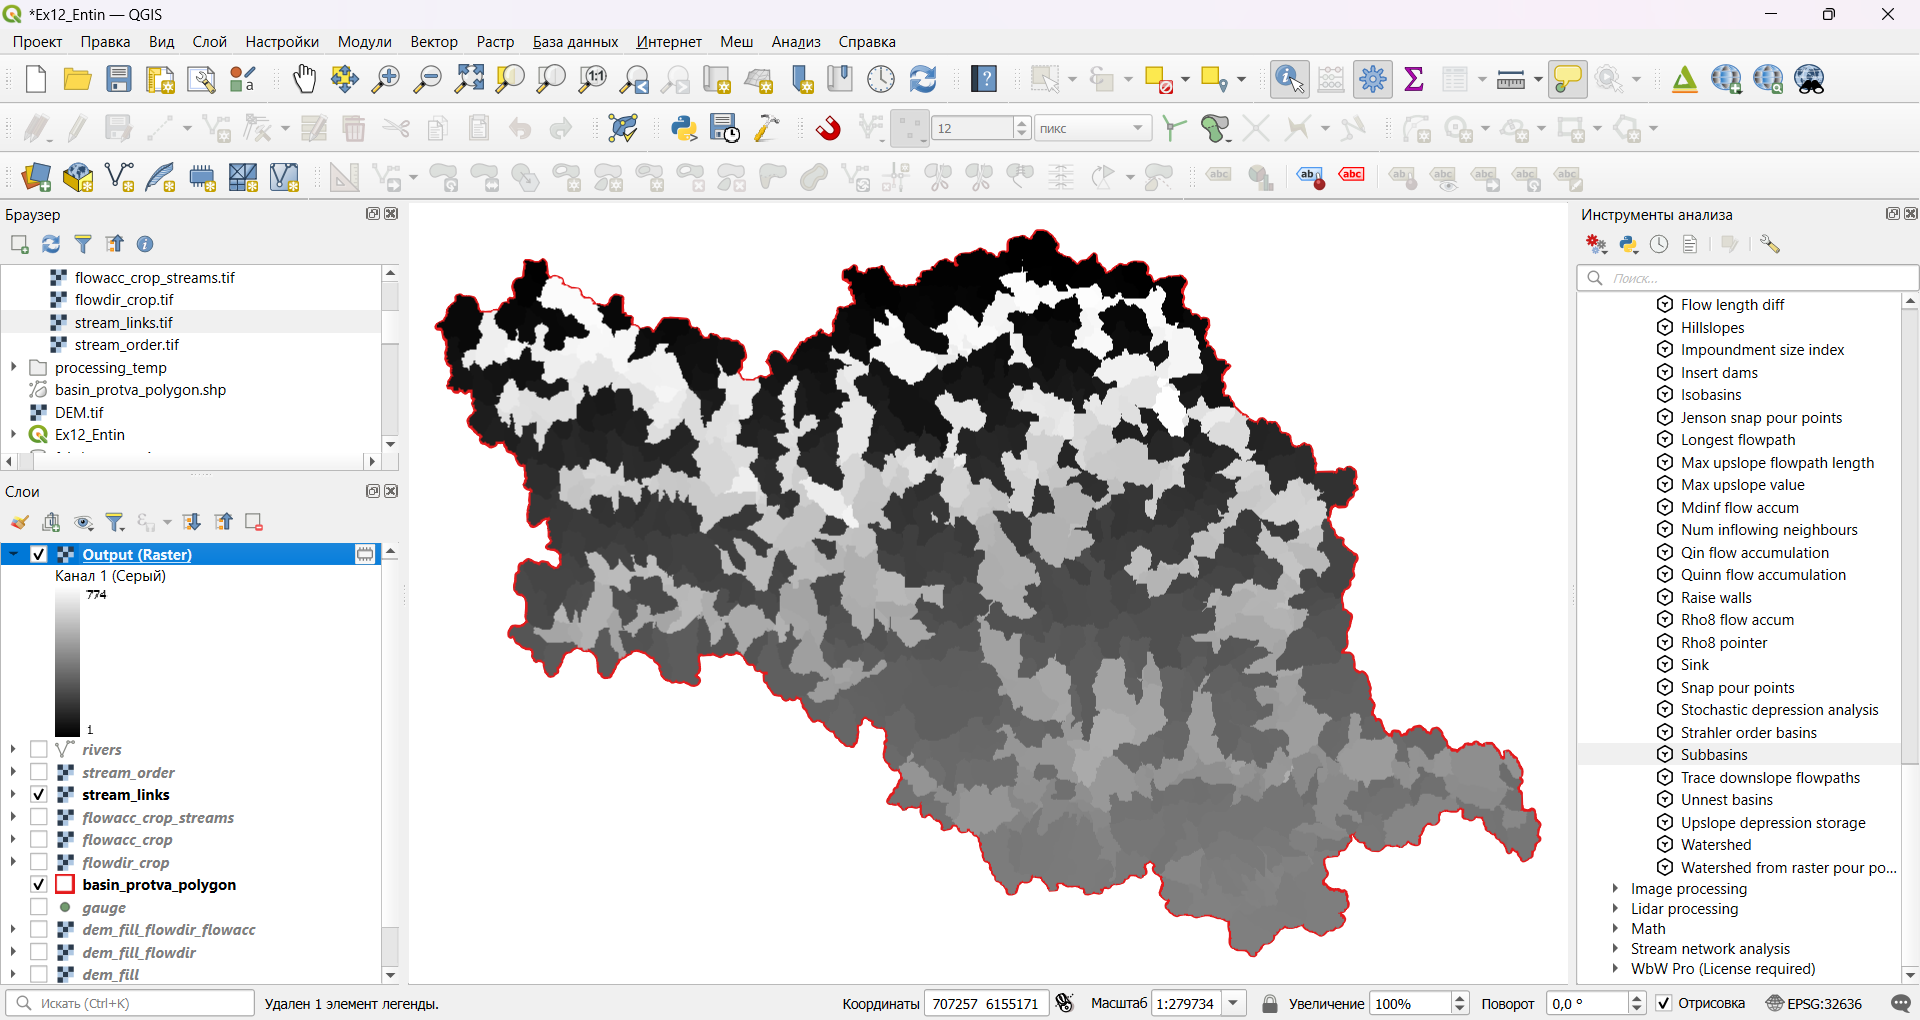 *Ex12_Entin — QGIS
Проект Правка Вид Слой Настройки Модули Вектор Растр База данных Интернет Меш Анализ Справка
12 пикс
Браузер
flowacc_crop_streams.tif
flowdir_crop.tif
stream_links.tif
stream_order.tif
processing_temp
basin_protva_polygon.shp
DEM.tif
Ex12_Entin
Слои
Output (Raster)
Канал 1 (Серый)
774
1
rivers
stream_order
stream_links
flowacc_crop_streams
flowacc_crop
flowdir_crop
basin_protva_polygon
gauge
dem_fill_flowdir_flowacc
dem_fill_flowdir
dem_fill
Инструменты анализа
Поиск...
Flow length diff
Hillslopes
Impoundment size index
Insert dams
Isobasins
Jenson snap pour points
Longest flowpath
Max upslope flowpath length
Max upslope value
Mdinf flow accum
Num inflowing neighbours
Qin flow accumulation
Quinn flow accumulation
Raise walls
Rho8 flow accum
Rho8 pointer
Sink
Snap pour points
Stochastic depression analysis
Strahler order basins
Subbasins
Trace downslope flowpaths
Unnest basins
Upslope depression storage
Watershed
Watershed from raster pour po...
Image processing
Lidar processing
Math
Stream network analysis
WbW Pro (License required)
Искать (Ctrl+K) Удален 1 элемент легенды. Координаты 707257 6155171 Масштаб 1:279734 Увеличение 100% Поворот 0,0 ° Отрисовка EPSG:32636